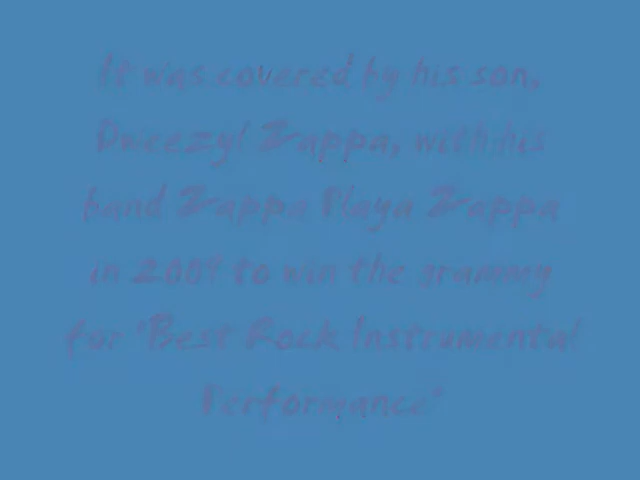 It was covered by his son,
Dweezyl Zappa, with his
band Zappa Playa Zappa
in 2009 to win the grammy
for "Best Rock Instrumental
Performance"